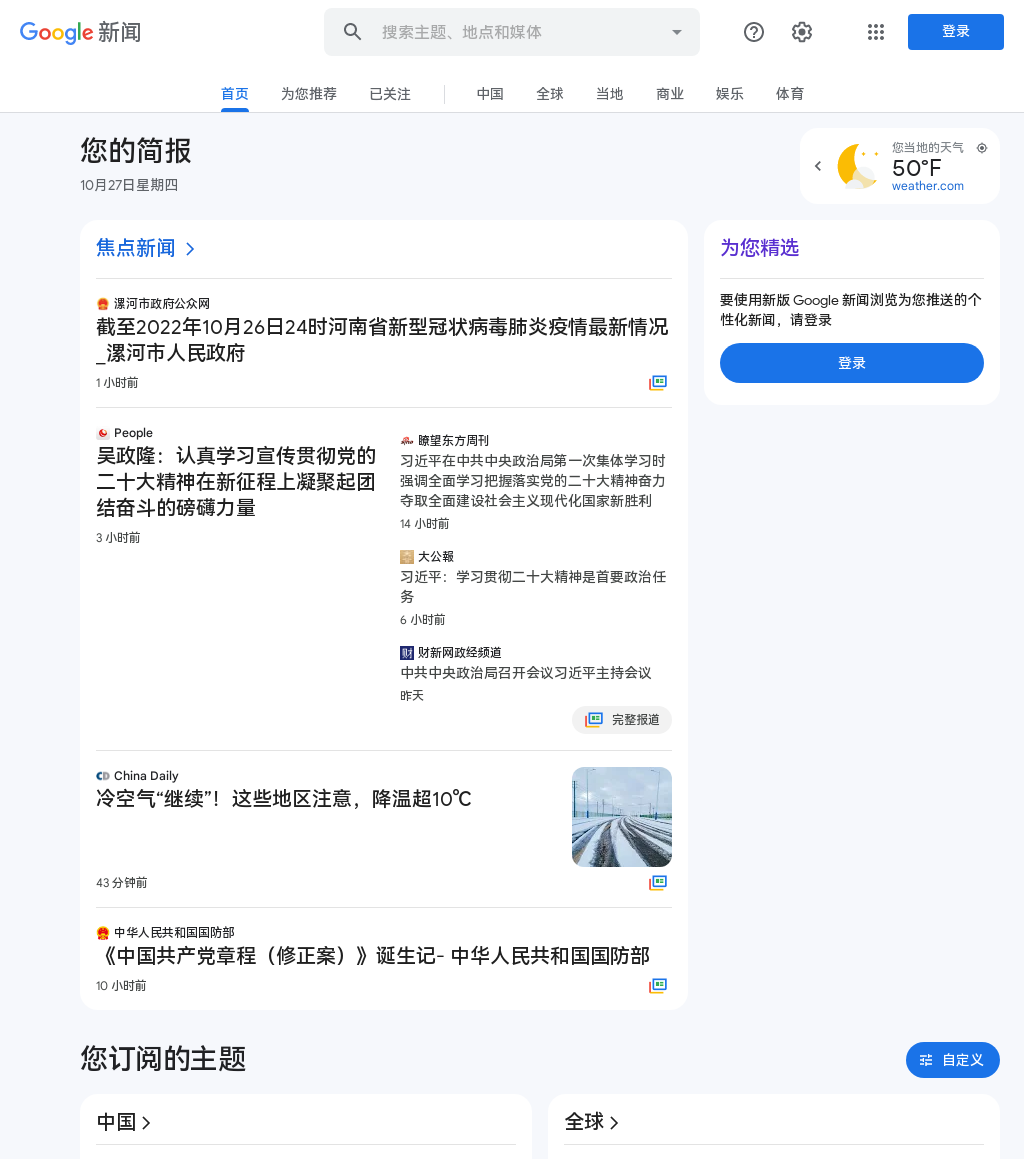 Google 新闻
搜索主题、地点和媒体
登录
首页
为您推荐
已关注
中国
全球
当地
商业
娱乐
体育
您的简报
10月27日星期四
您当地的天气
50°F
weather.com
焦点新闻
漯河市政府公众网
截至2022年10月26日24时河南省新型冠状病毒肺炎疫情最新情况
_漯河市人民政府
1 小时前
People
吴政隆：认真学习宣传贯彻党的
二十大精神在新征程上凝聚起团
结奋斗的磅礴力量
3 小时前
瞭望东方周刊
习近平在中共中央政治局第一次集体学习时
强调全面学习把握落实党的二十大精神奋力
夺取全面建设社会主义现代化国家新胜利
14 小时前
大公報
习近平：学习贯彻二十大精神是首要政治任
务
6 小时前
财新网政经频道
中共中央政治局召开会议习近平主持会议
昨天
完整报道
China Daily
冷空气“继续”！这些地区注意，降温超10℃
43 分钟前
中华人民共和国国防部
《中国共产党章程（修正案）》诞生记- 中华人民共和国国防部
10 小时前
为您精选
要使用新版 Google 新闻浏览为您推送的个
性化新闻，请登录
登录
您订阅的主题
自定义
中国
全球